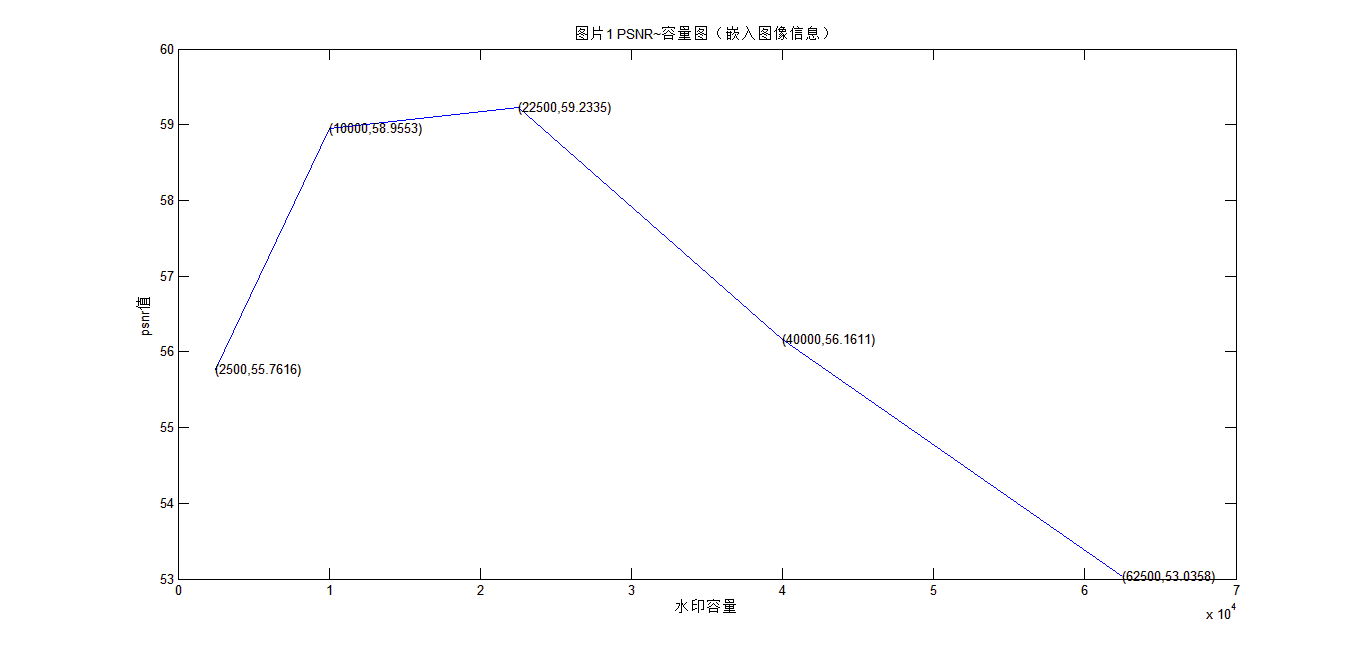 图片1 PSNR~容量图（嵌入图像信息）
60
59
58
57
56
55
54
53
psnr值
(2500,55.7616)
(10000,58.9553)
(22500,59.2335)
(40000,56.1611)
(62500,53.0358)
0 1 2 3 4 5 6 7
水印容量
x 10^4